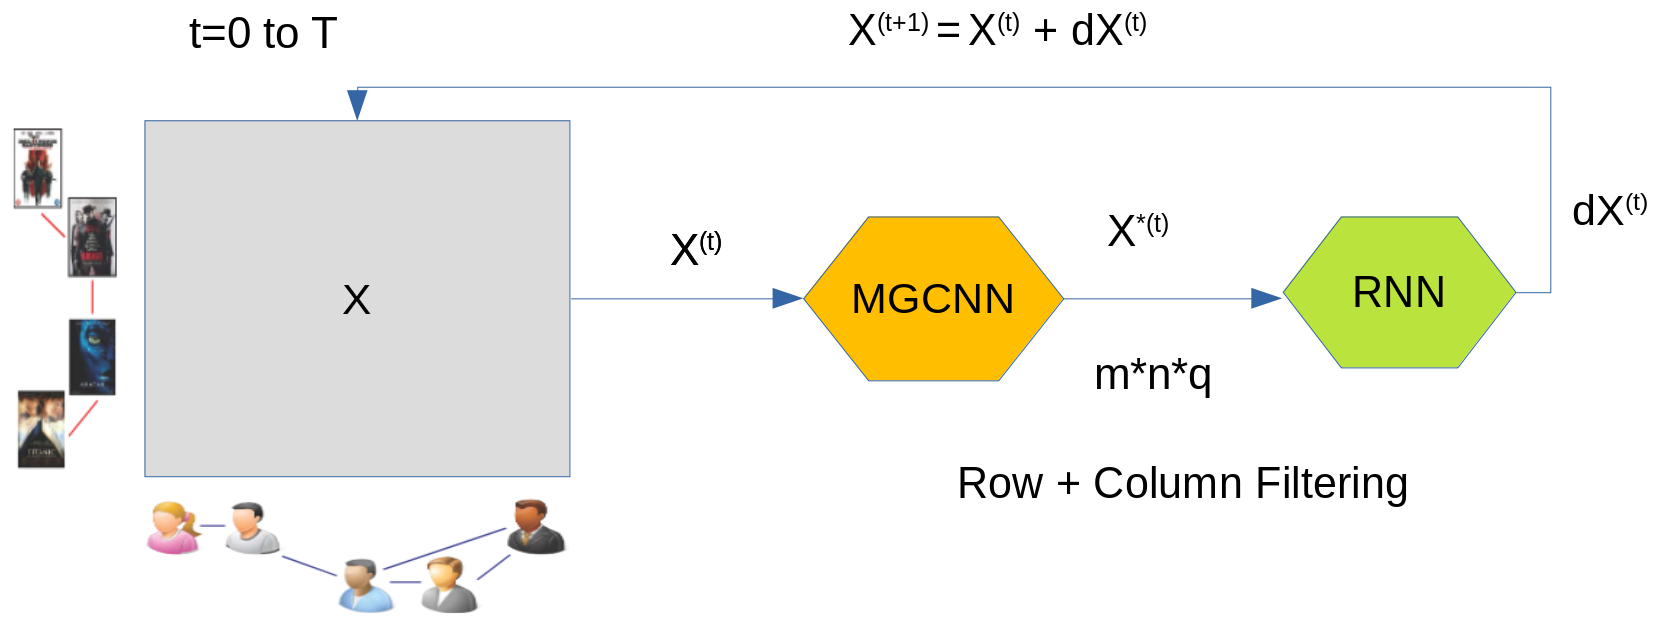 t=0 to T
X(t+1) = X(t) + dX(t)
X
X(t)
MGCNN
X*(t)
m*n*q
RNN
dX(t)
Row + Column Filtering